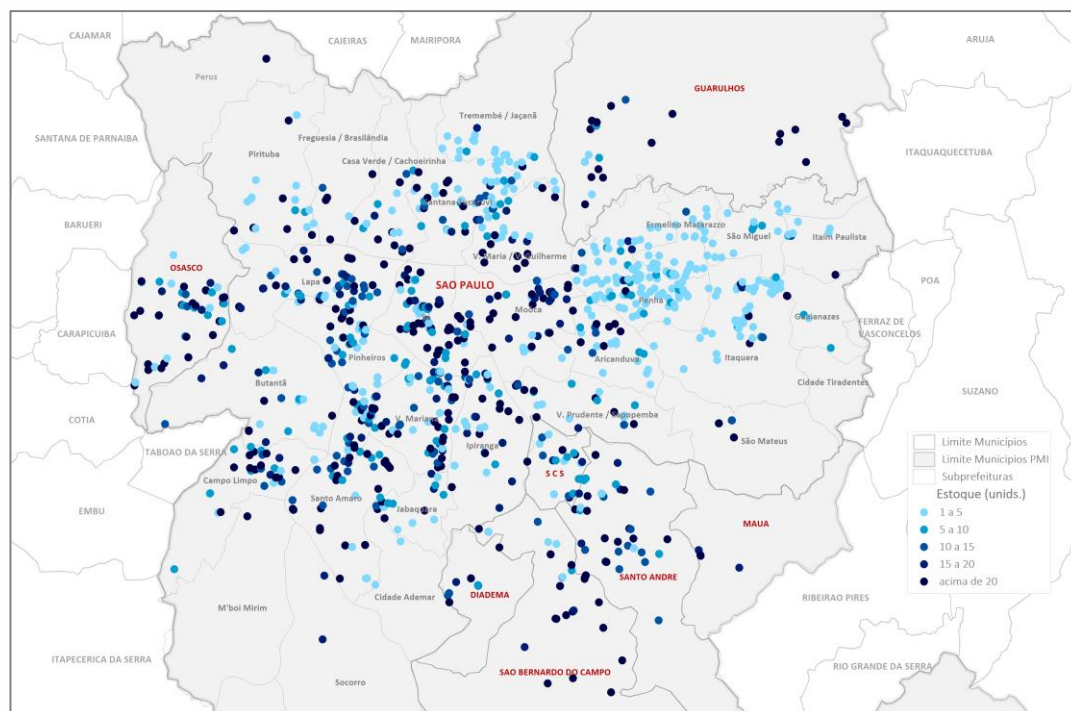 CAJAMAR
CAIEIRAS
MAIRIPORA
ARUJA
Perus
GUARULHOS
Tremembé / Jaçanã
SANTANA DE PARNAIBA
Freguesia / Brasilândia
Pirituba
Casa Verde / Cachoeirinha
ITAQUAQUECETUBA
Santana / Tucuruvi
Ermelino Matarazzo
São Miguel
Itaim Paulista
BARUERI
V. Maria / V. Guilherme
OSASCO
Lapa
SAO PAULO
POA
Penha
Mooca
Guaianazes
CARAPICUIBA
FERRAZ DE
VASCONCELOS
Pinheiros
Aricanduva
Itaquera
Butantã
Cidade Tiradentes
SUZANO
COTIA
V. Mariana
V. Prudente / Sapopemba
São Mateus
TABOAO DA SERRA
Ipiranga
S C S
Campo Limpo
Santo Amaro
Jabaquara
EMBU
MAUA
Limite Municípios
Limite Municípios PMI
Subprefeituras
Estoque (unids.)
1 a 5
5 a 10
10 a 15
15 a 20
acima de 20
SANTO ANDRE
Cidade Ademar
DIADEMA
M'boi Mirim
RIBEIRAO PIRES
ITAPECERICA DA SERRA
SAO BERNARDO DO CAMPO
RIO GRANDE DA SERRA
Socorro